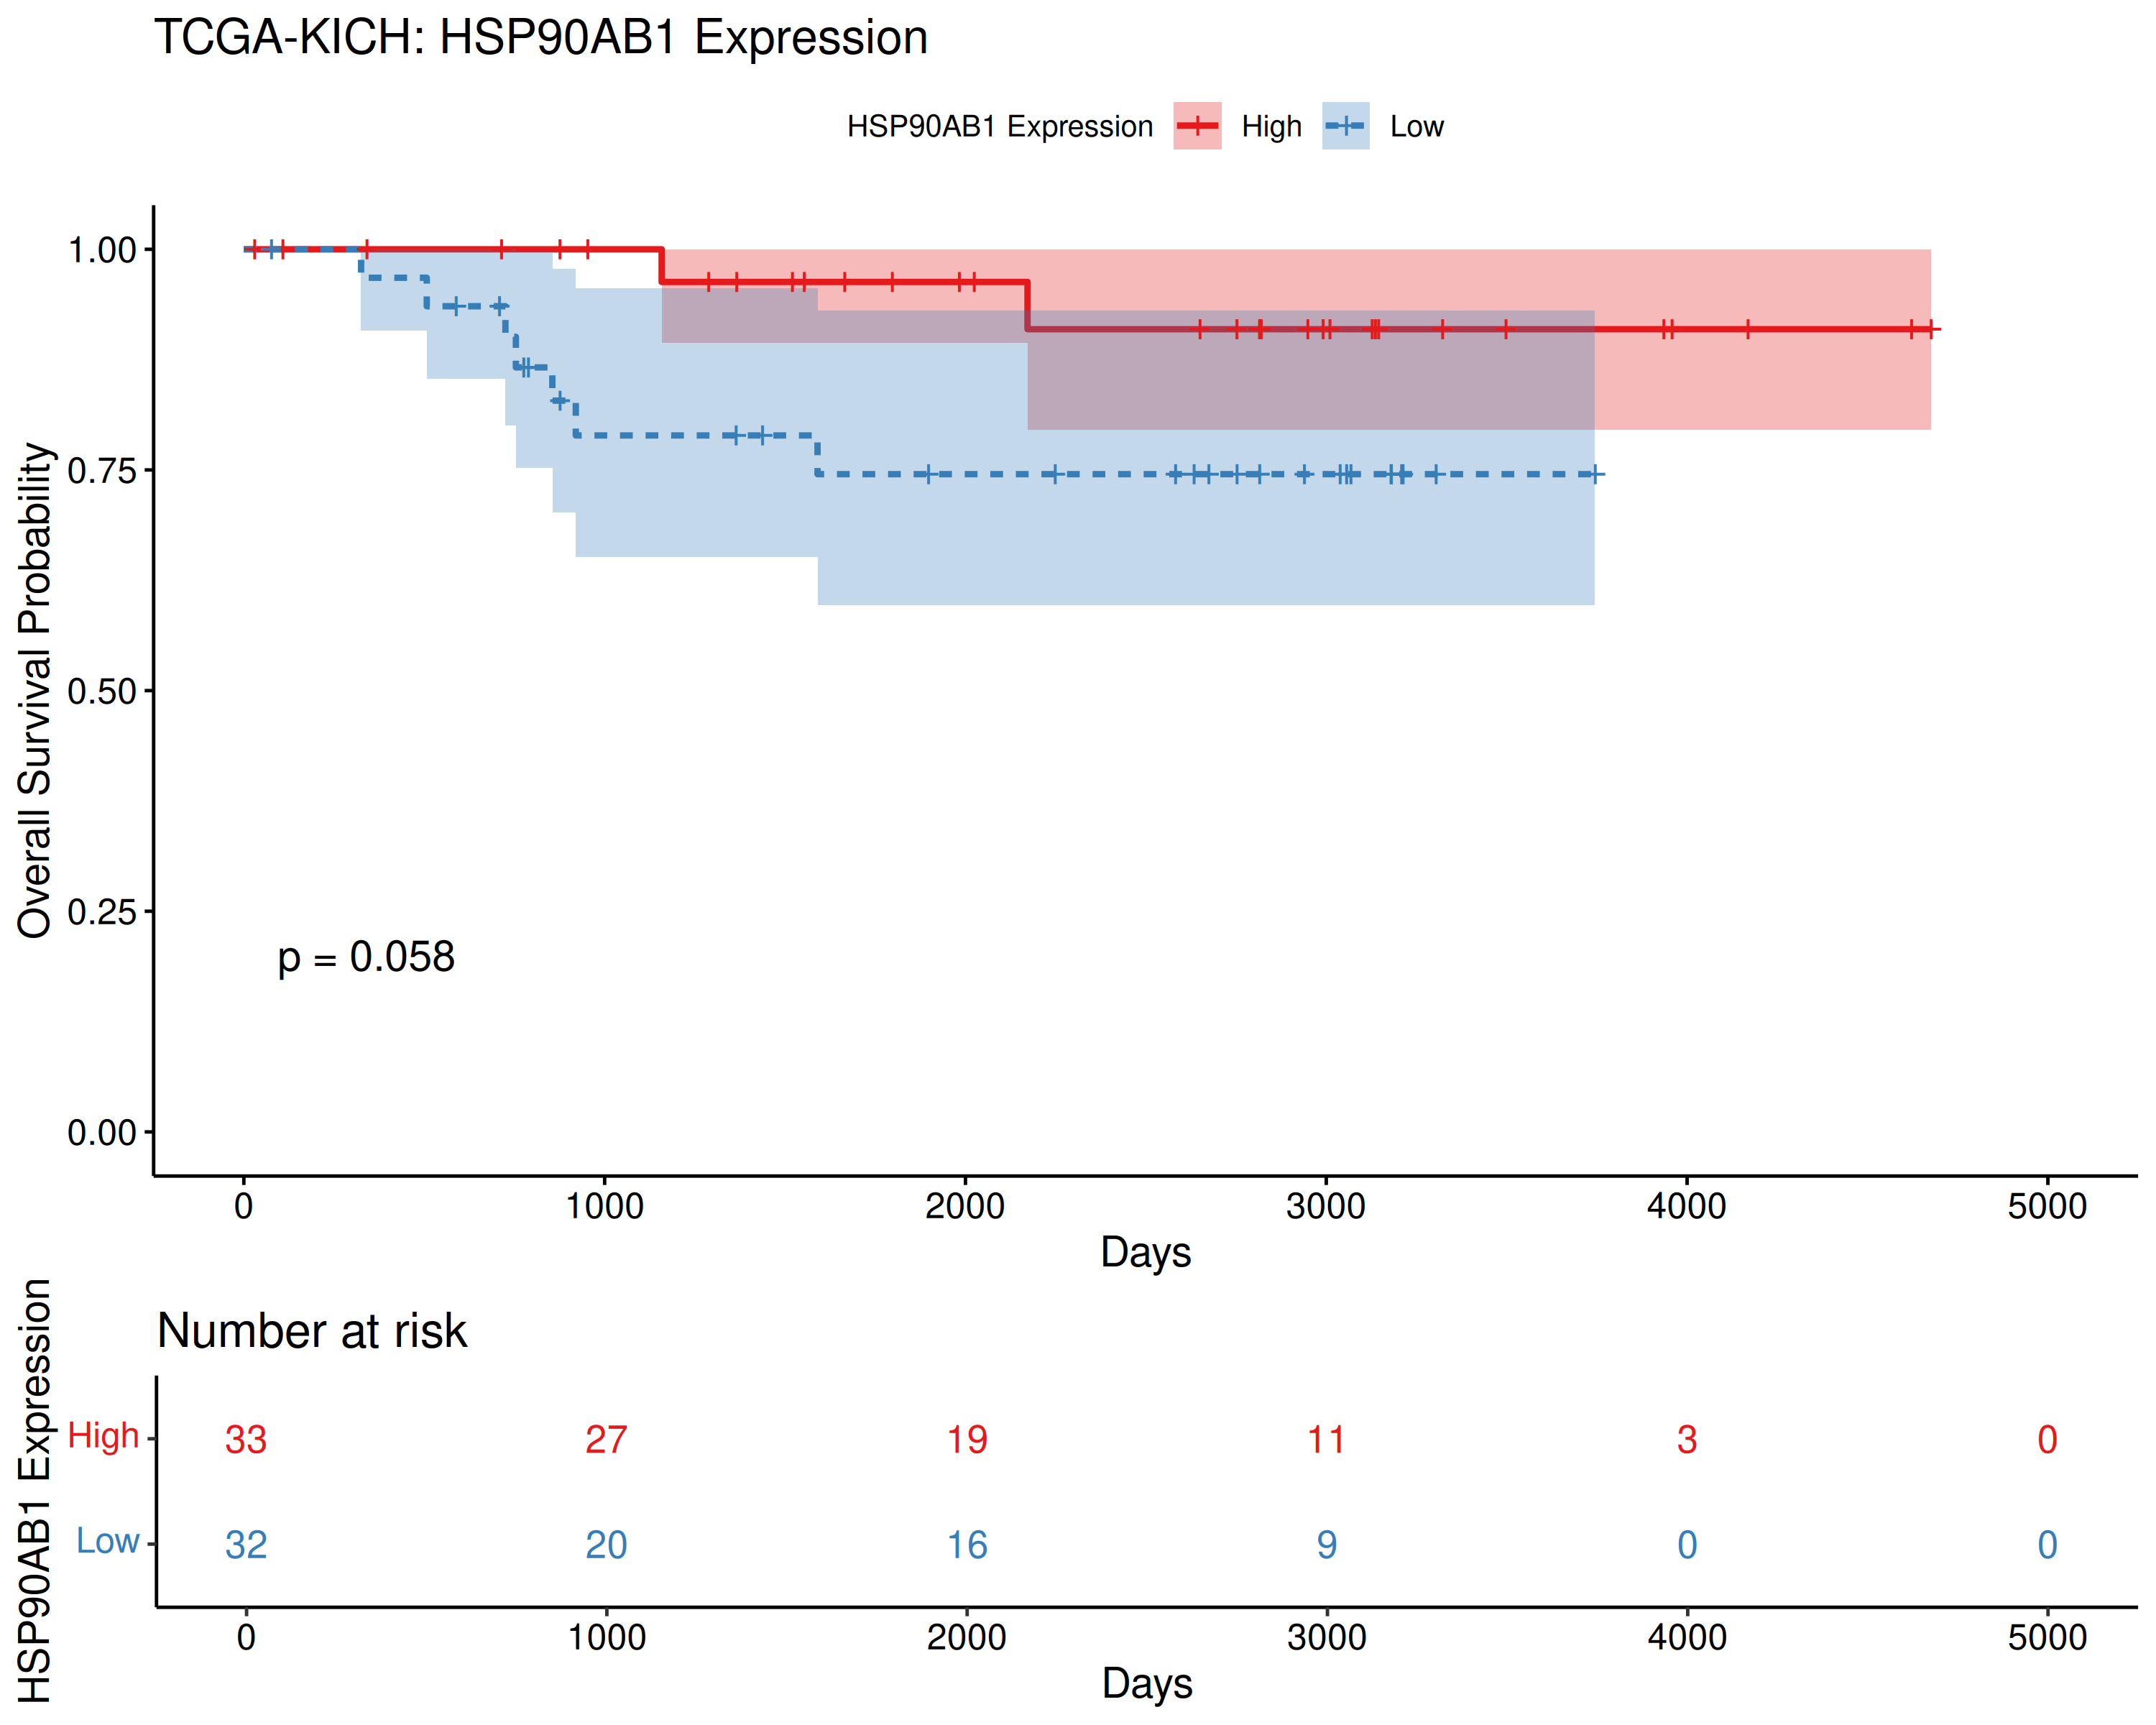 TCGA-KICH: HSP90AB1 Expression
HSP90AB1 Expression High Low
Overall Survival Probability
1.00
0.75
0.50
0.25
0.00
p = 0.058
0 1000 2000 3000 4000 5000
Days
Number at risk
HSP90AB1 Expression
High 33 27 19 11 3 0
Low 32 20 16 9 0 0
0 1000 2000 3000 4000 5000
Days